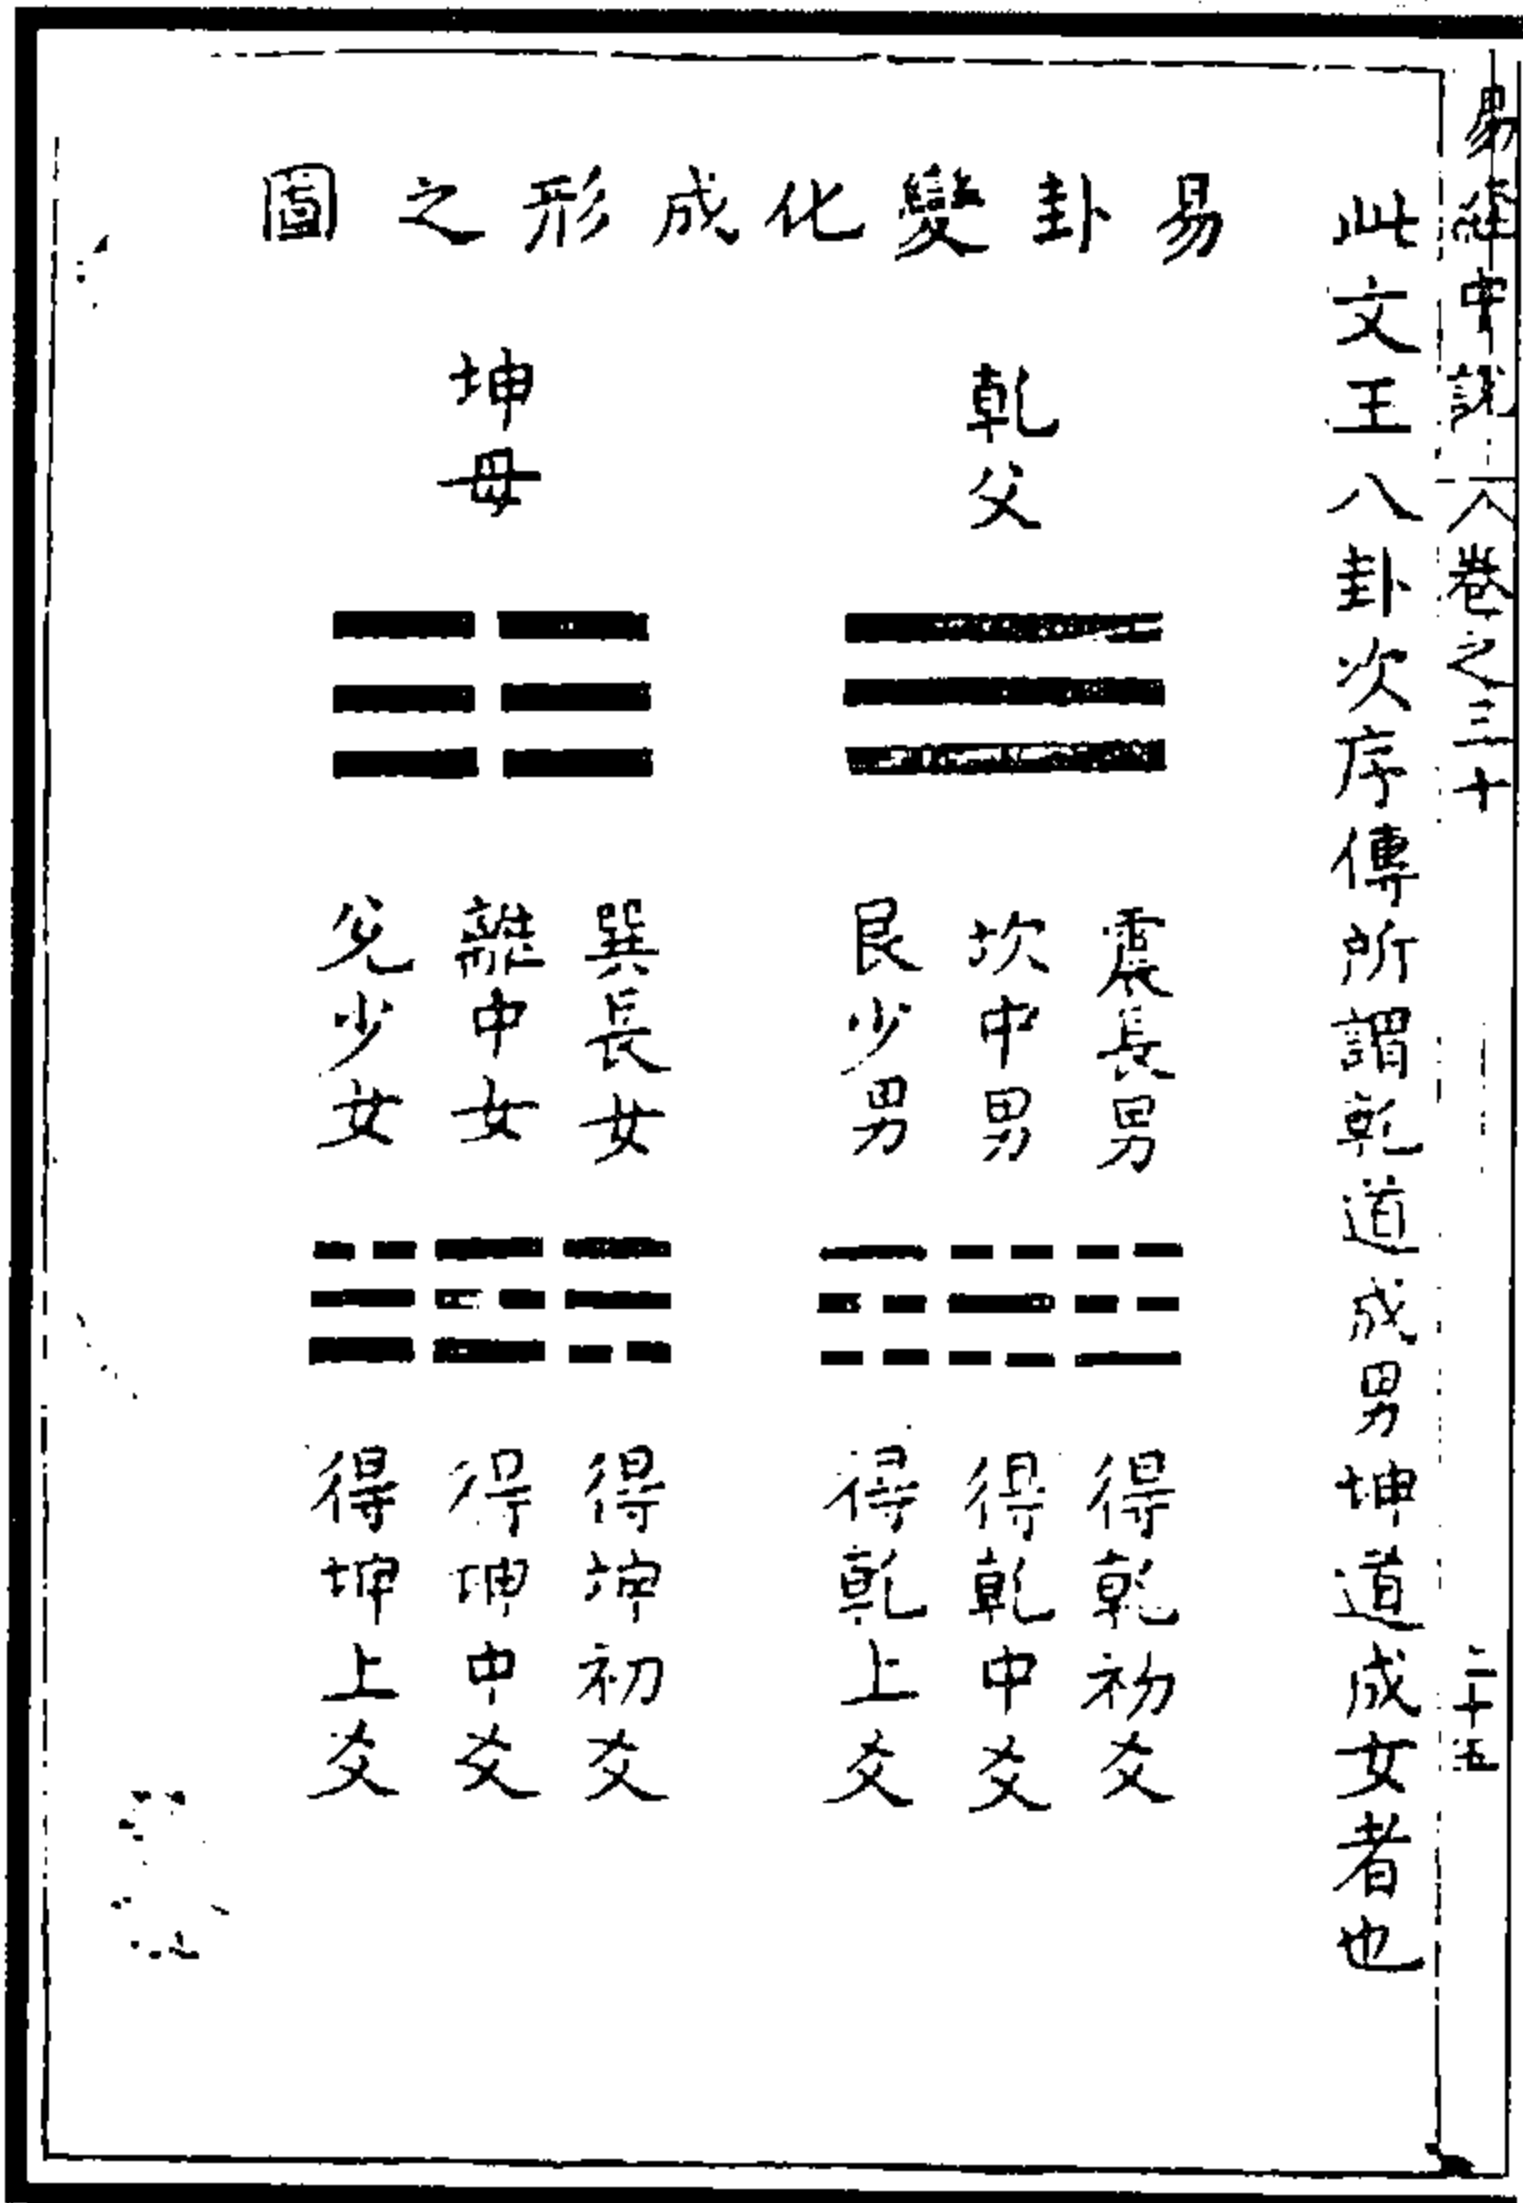 易經中說 卷之三十 二十五
此文王八卦次序傳所謂乾道成男坤道成女者也
易卦變化成形之圖
乾父
坤母
震長男
坎中男
艮少男
巽長女
離中女
兌少女
得乾初爻
得乾中爻
得乾上爻
得坤初爻
得坤中爻
得坤上爻